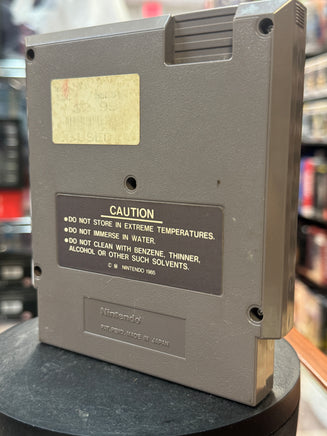 USED
CAUTION
●DO NOT STORE IN EXTREME TEMPERATURES.
●DO NOT IMMERSE IN WATER.
●DO NOT CLEAN WITH BENZENE, THINNER,
ALCOHOL OR OTHER SUCH SOLVENTS.
© NINTENDO 1985
Nintendo
MADE IN JAPAN